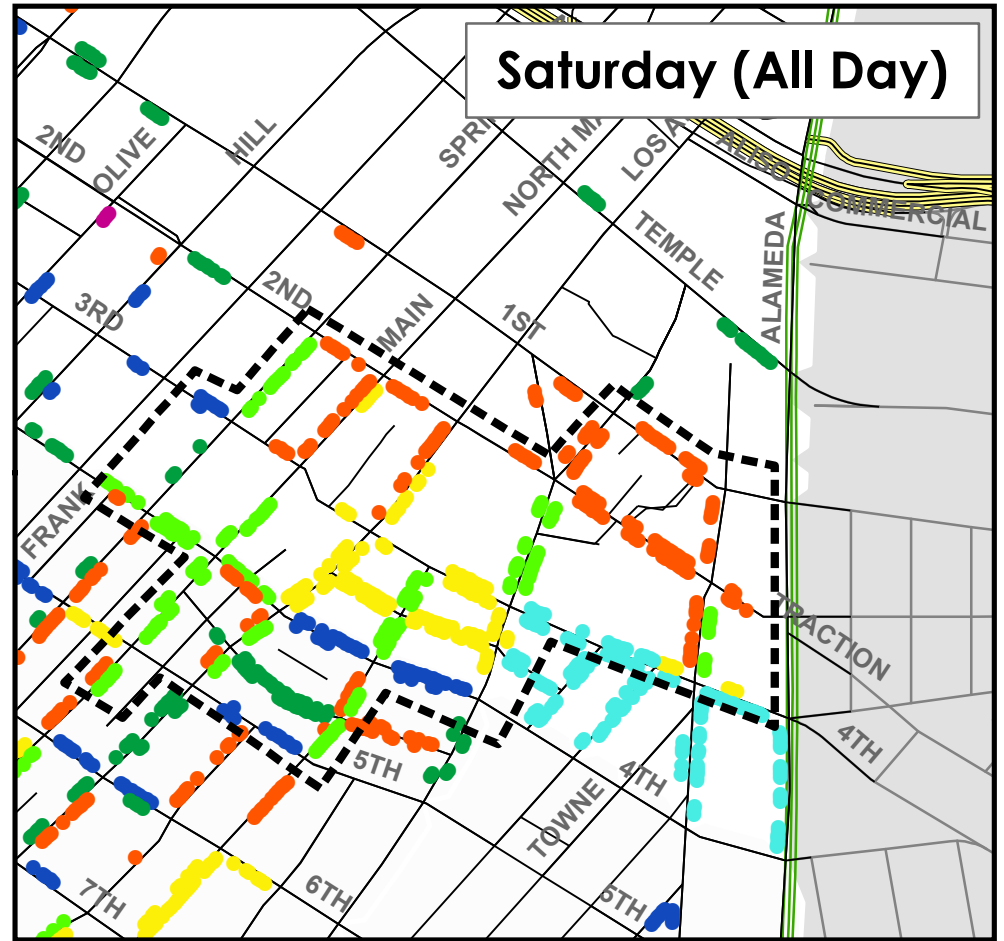 Saturday (All Day)
2ND
OLIVE
HILL
SPRI
NORTH MA
LOS A
ALISO
COMMERCIAL
TEMPLE
ALAMEDA
3RD
2ND
MAIN
1ST
FRANK
TRACTION
4TH
5TH
4TH
TOWNE
7TH
6TH
5TH